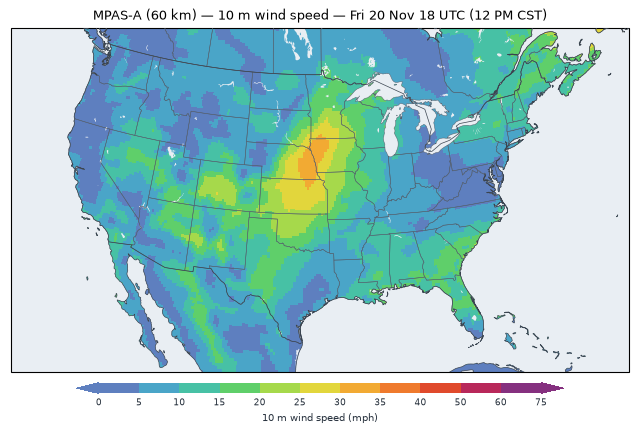 MPAS-A (60 km) — 10 m wind speed — Fri 20 Nov 18 UTC (12 PM CST)
0 5 10 15 20 25 30 35 40 50 60 75
10 m wind speed (mph)